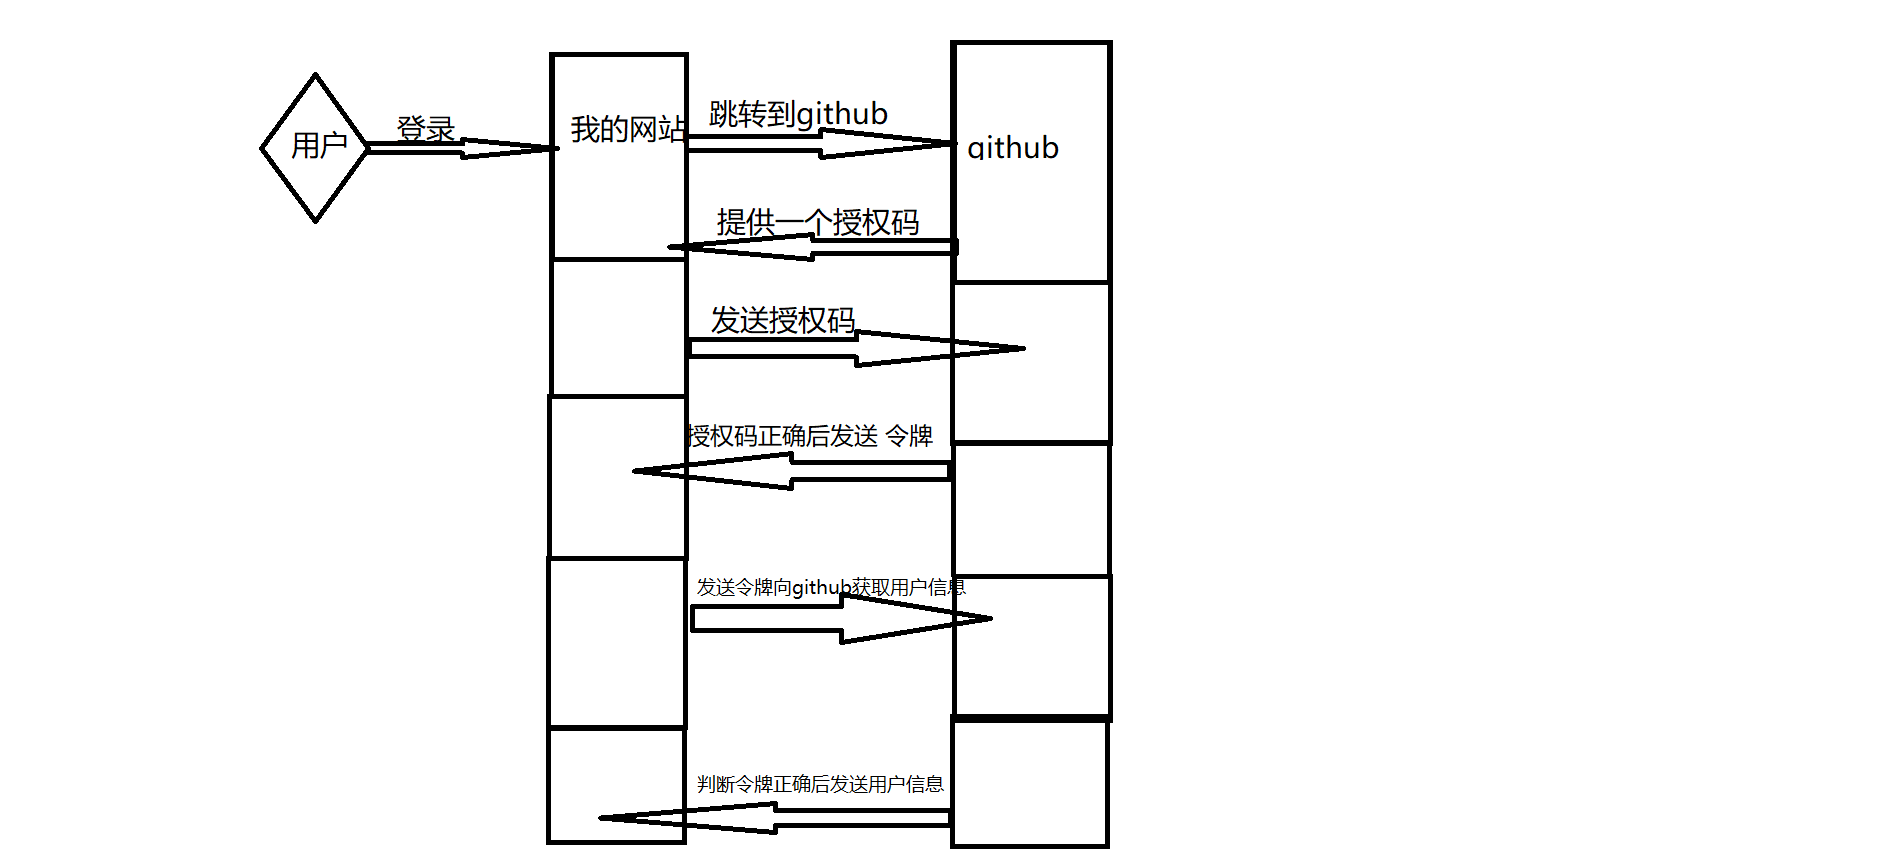 用户
登录
我的网站
跳转到github
github
提供一个授权码
发送授权码
授权码正确后发送 令牌
发送令牌向github获取用户信息
判断令牌正确后发送用户信息